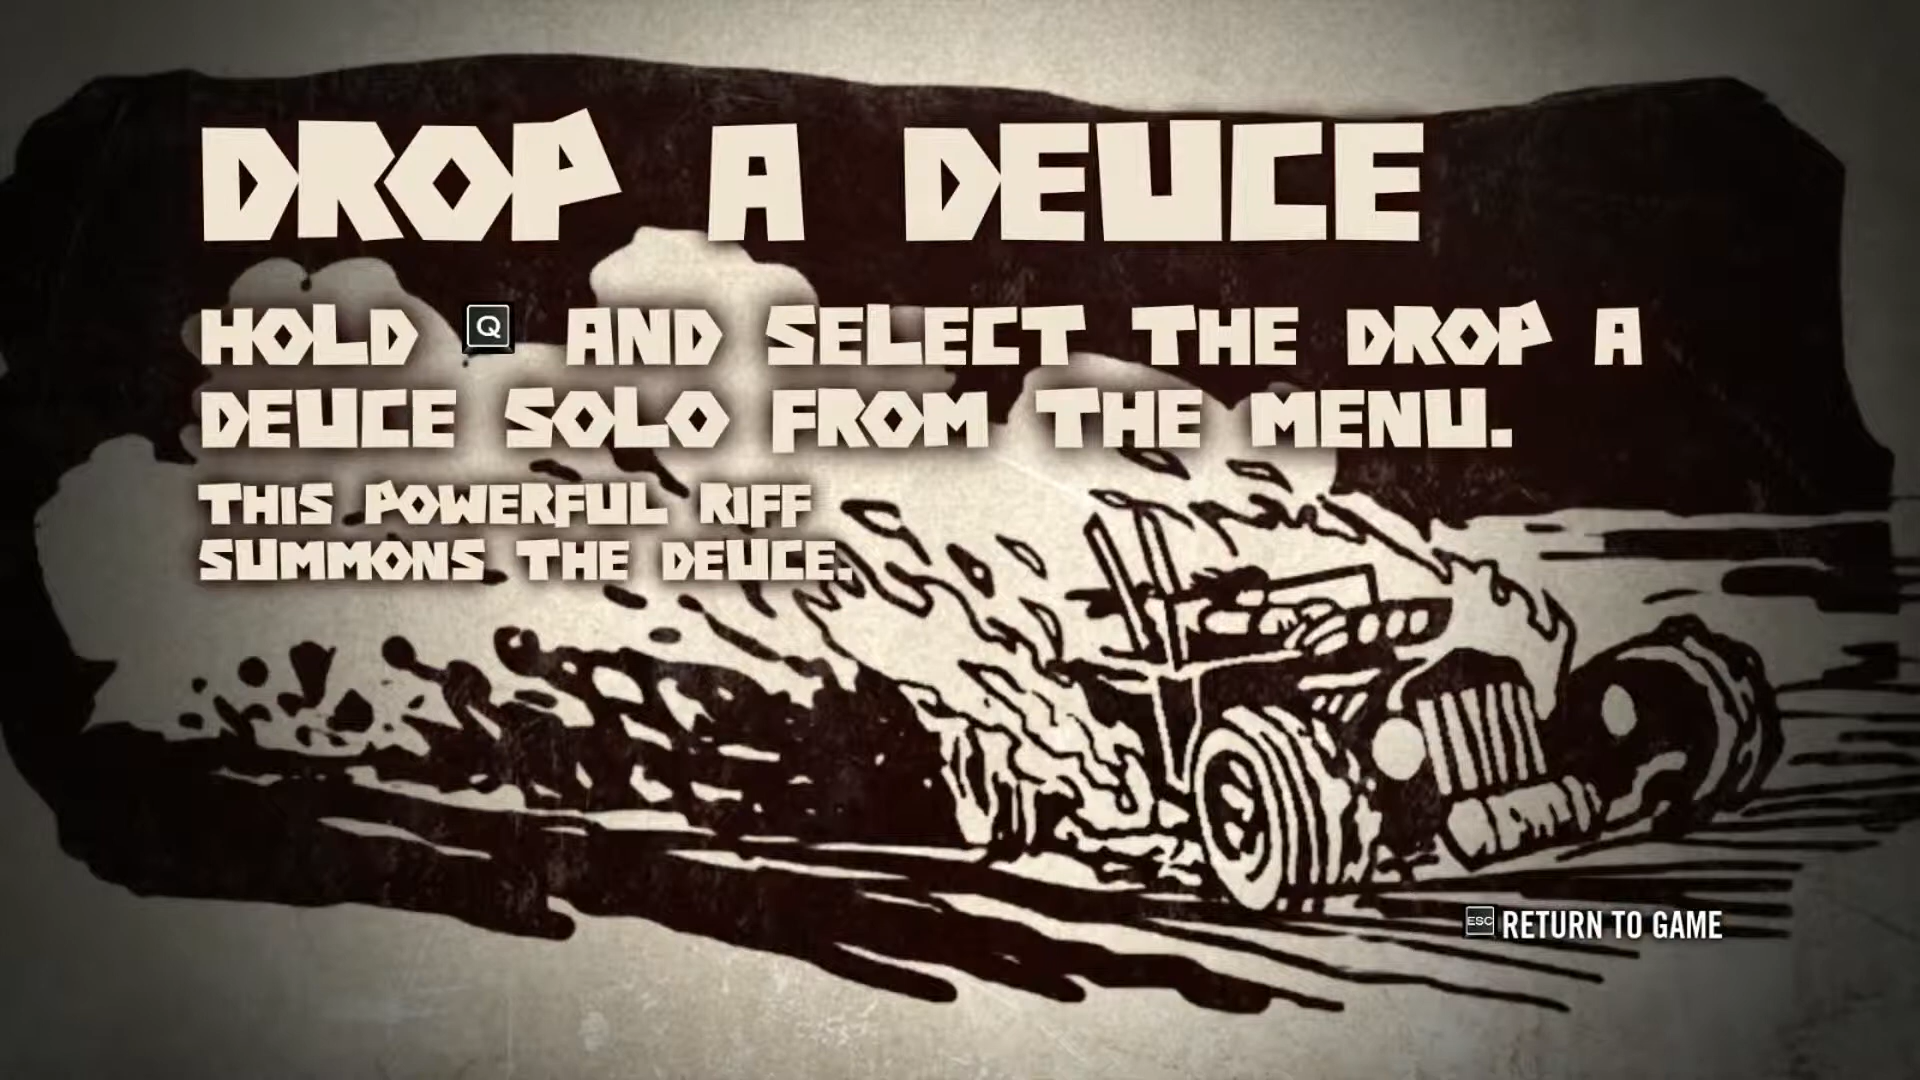 DROP A DEUCE
HOLD Q AND SELECT THE DROP A
DEUCE SOLO FROM THE MENU.
THIS POWERFUL RIFF
SUMMONS THE DEUCE.
ESC RETURN TO GAME